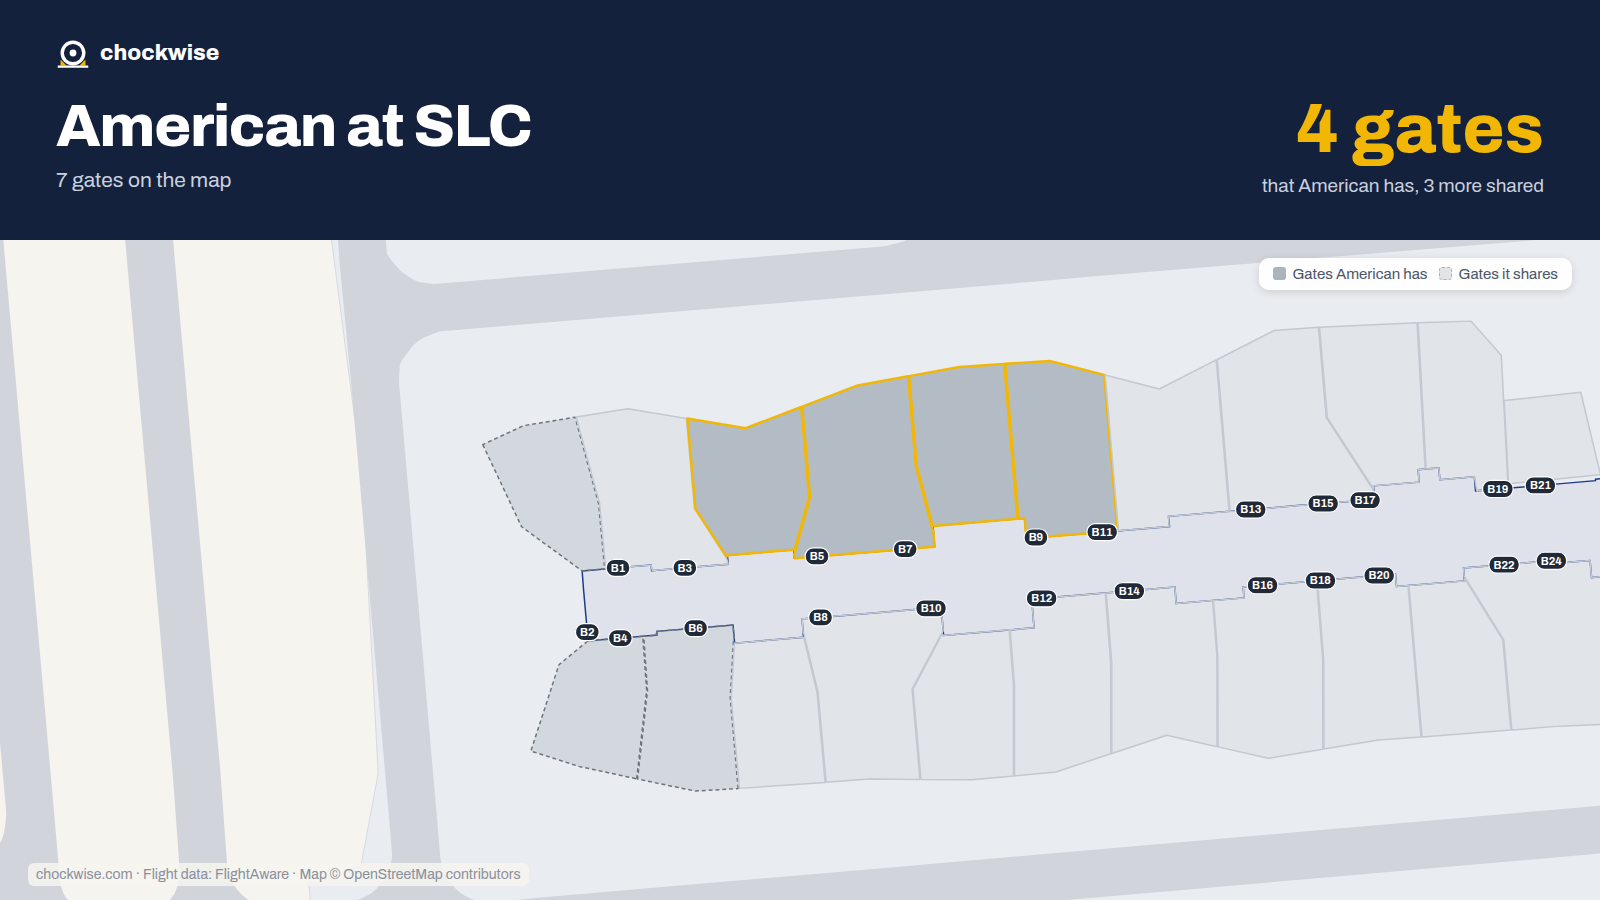 chockwise
American at SLC
7 gates on the map
4 gates
that American has, 3 more shared
Gates American has
Gates it shares
B1
B3
B5
B7
B9
B11
B13
B15
B17
B19
B21
B2
B4
B6
B8
B10
B12
B14
B16
B18
B20
B22
B24
chockwise.com · Flight data: FlightAware · Map © OpenStreetMap contributors